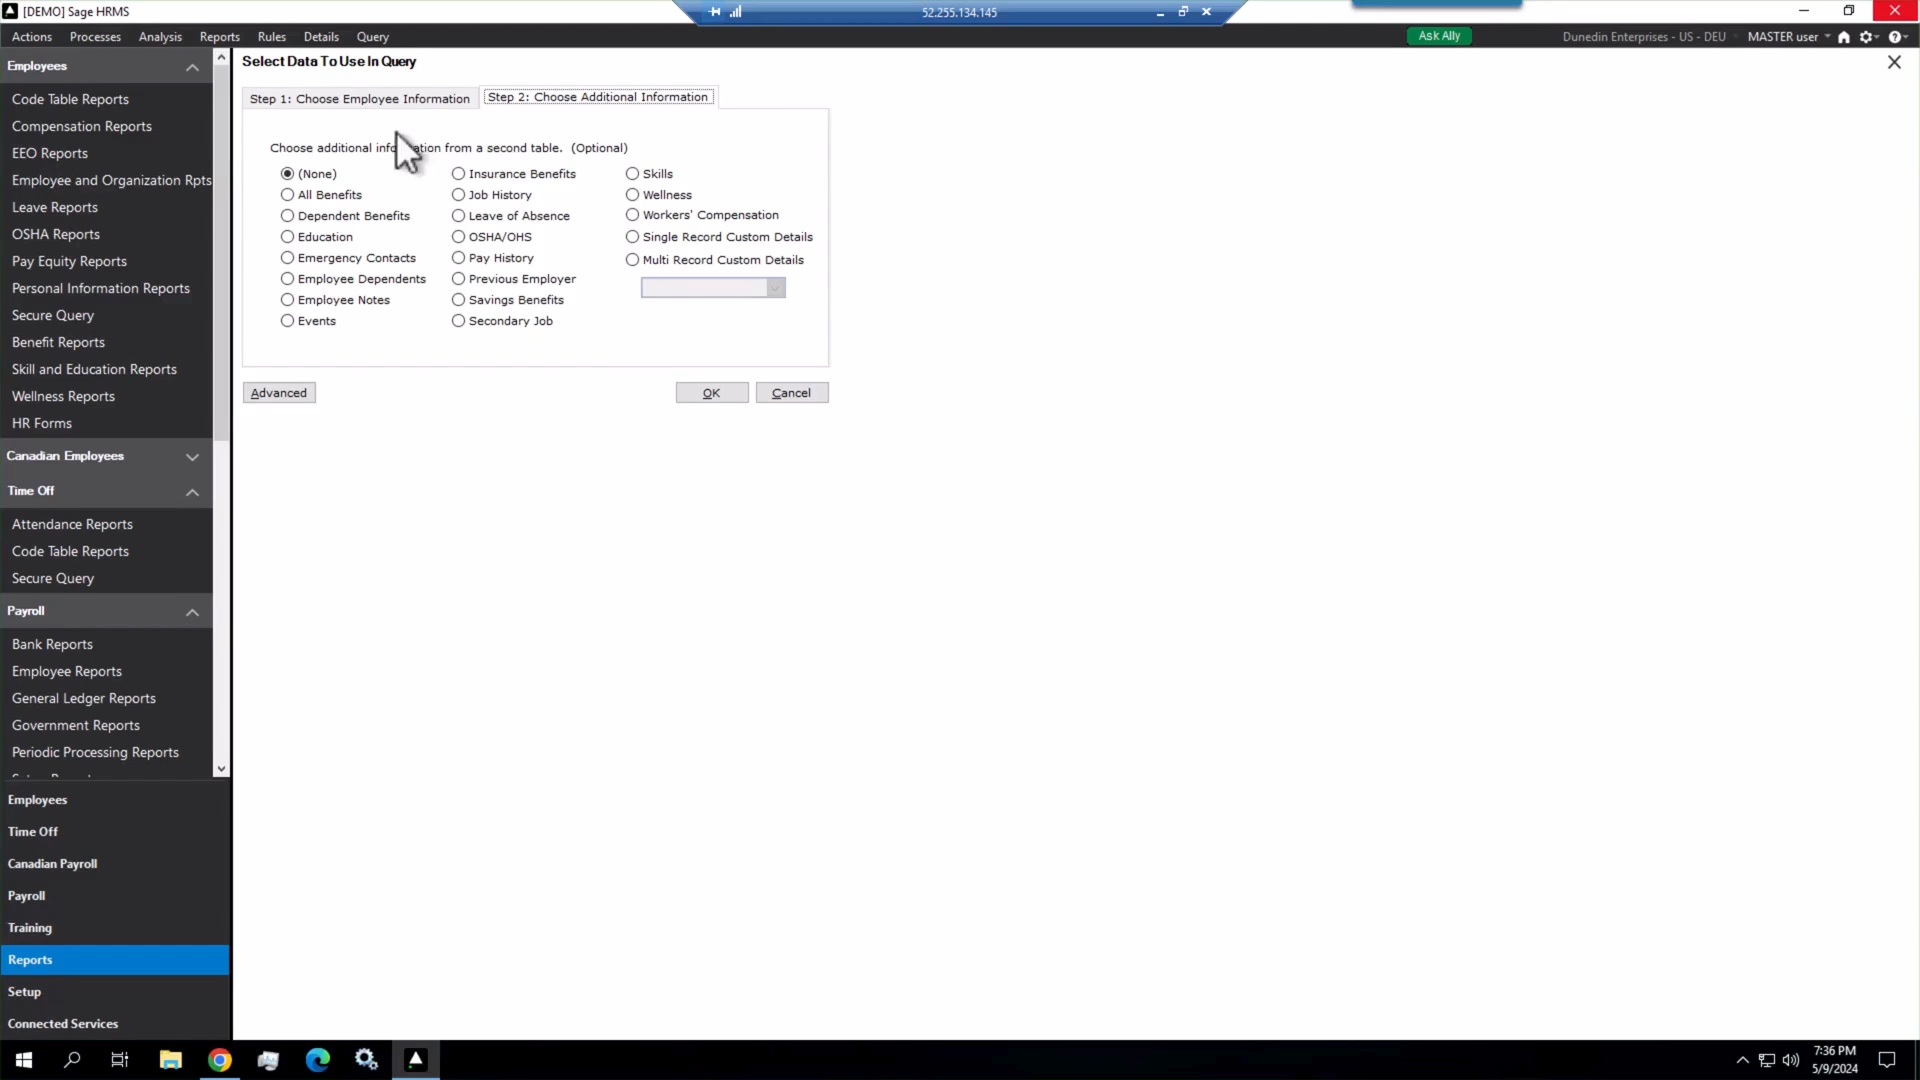 [DEMO] Sage HRMS
52.255.134.145
Actions Processes Analysis Reports Rules Details Query
Ask Ally
Dunedin Enterprises - US - DEU MASTER user
Employees
Code Table Reports
Compensation Reports
EEO Reports
Employee and Organization Rpts
Leave Reports
OSHA Reports
Pay Equity Reports
Personal Information Reports
Secure Query
Benefit Reports
Skill and Education Reports
Wellness Reports
HR Forms
Canadian Employees
Time Off
Attendance Reports
Code Table Reports
Secure Query
Payroll
Bank Reports
Employee Reports
General Ledger Reports
Government Reports
Periodic Processing Reports
Employees
Time Off
Canadian Payroll
Payroll
Training
Reports
Setup
Connected Services
Select Data To Use In Query
Step 1: Choose Employee Information
Step 2: Choose Additional Information
Choose additional information from a second table. (Optional)
(None)
All Benefits
Dependent Benefits
Education
Emergency Contacts
Employee Dependents
Employee Notes
Events
Insurance Benefits
Job History
Leave of Absence
OSHA/OHS
Pay History
Previous Employer
Savings Benefits
Secondary Job
Skills
Wellness
Workers' Compensation
Single Record Custom Details
Multi Record Custom Details
Advanced
OK
Cancel
7:36 PM
5/9/2024